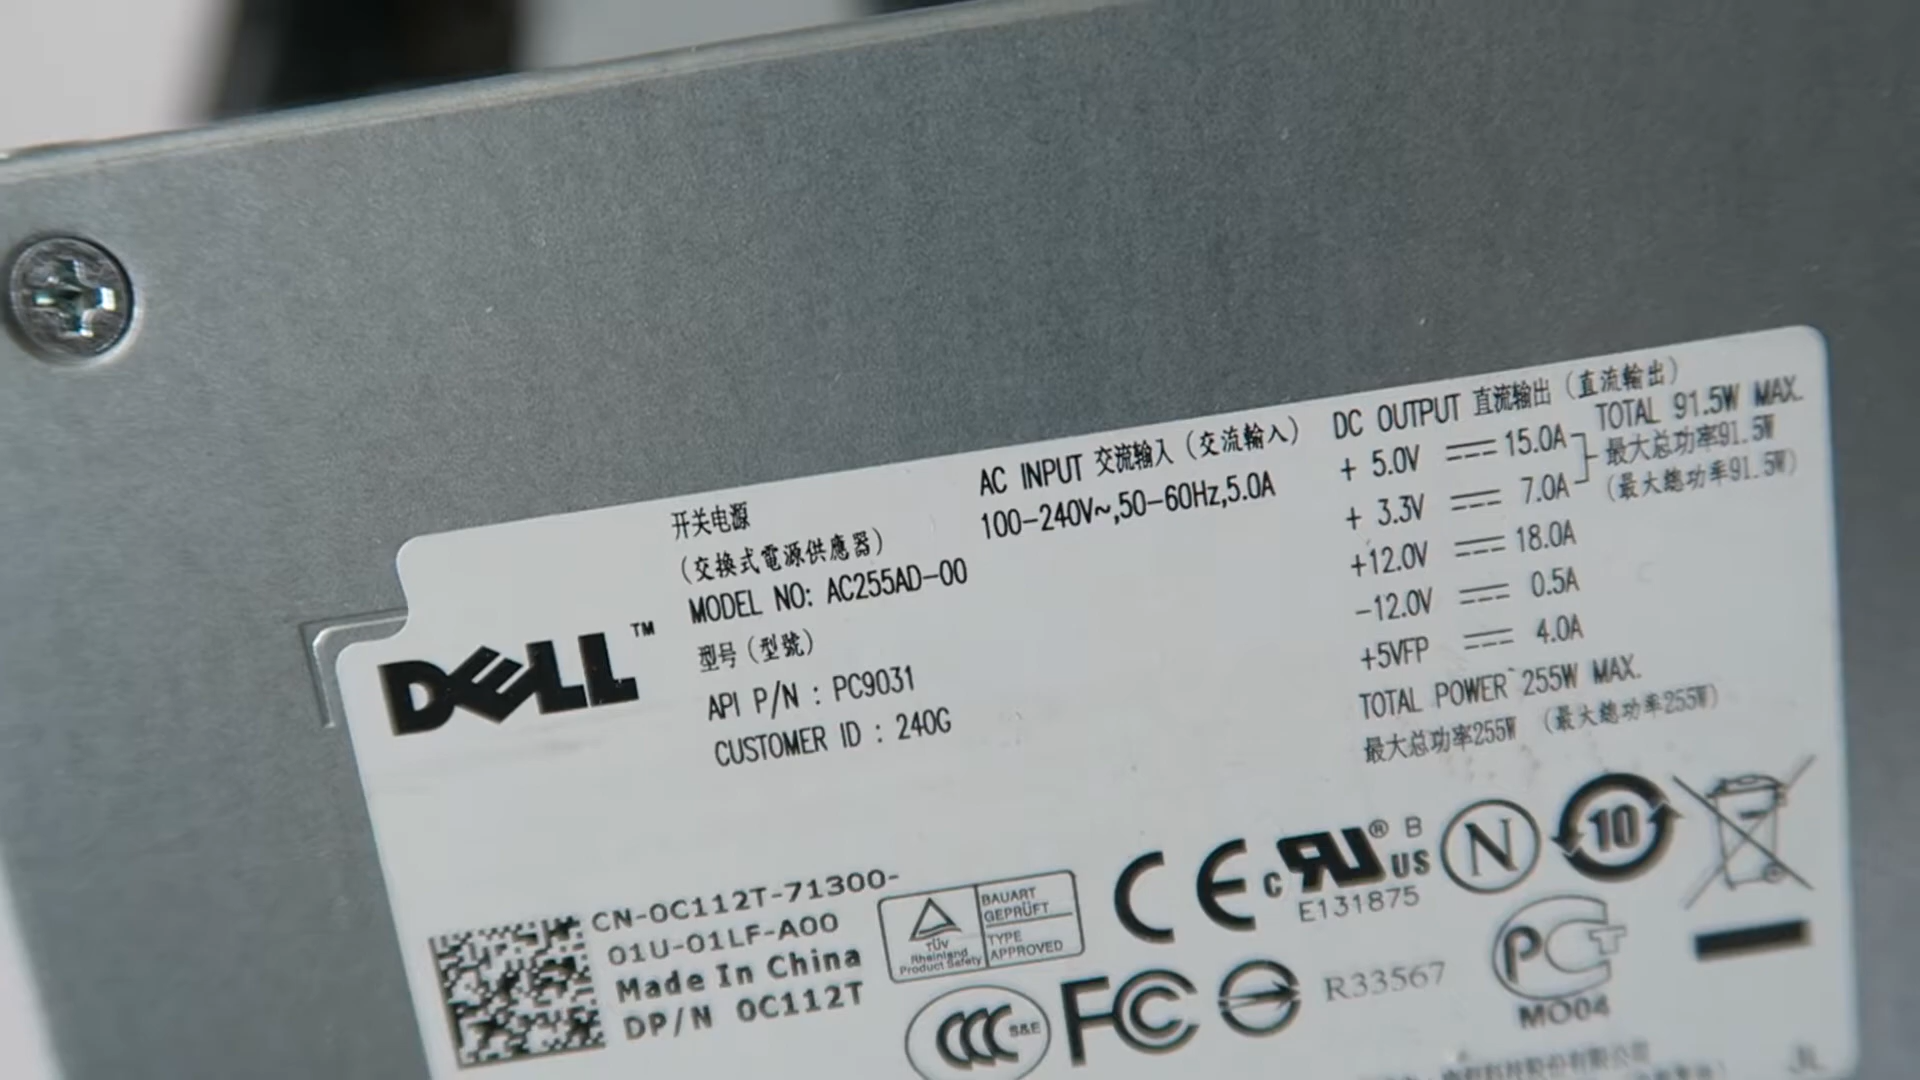 DELL™
开关电源
（交换式電源供應器）
MODEL NO: AC255AD-00
型号（型號）
API P/N : PC9031
CUSTOMER ID : 240G
AC INPUT 交流输入（交流輸入）
100-240V~,50-60Hz,5.0A
DC OUTPUT 直流输出（直流輸出）
+ 5.0V ⎓ 15.0A
+ 3.3V ⎓ 7.0A
TOTAL 91.5W MAX.
最大总功率91.5W
（最大總功率91.5W）
+12.0V ⎓ 18.0A
-12.0V ⎓ 0.5A
+5VFP ⎓ 4.0A
TOTAL POWER 255W MAX.
最大总功率255W （最大總功率255W）
CN-0C112T-71300-
01U-01LF-A00
Made In China
DP/N 0C112T
TÜV
Rheinland
Product Safety
BAUART
GEPRÜFT
TYPE
APPROVED
CE
c RU® US B
E131875
N
10
CCC S&E
FC
R33567
PCT
MO04